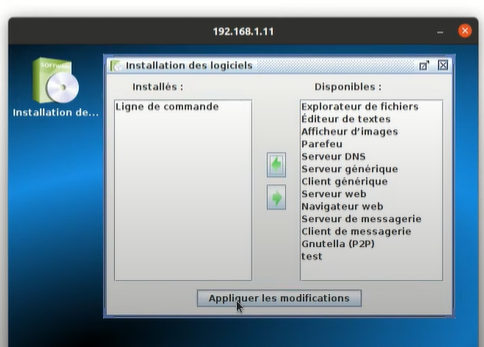 192.168.1.11
Installation des logiciels
Installation de...
Installés :
Disponibles :
Ligne de commande
Explorateur de fichiers
Éditeur de textes
Afficheur d'images
Parefeu
Serveur DNS
Serveur générique
Client générique
Serveur web
Navigateur web
Serveur de messagerie
Client de messagerie
Gnutella (P2P)
test
Appliquer les modifications